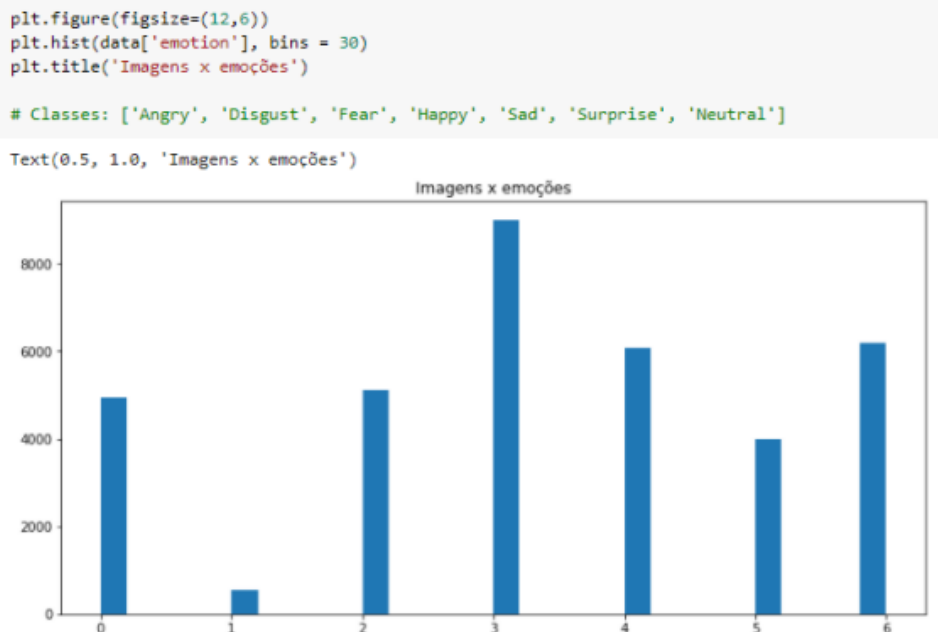 plt.figure(figsize=(12,6))
plt.hist(data['emotion'], bins = 30)
plt.title('Imagens x emoções')
# Classes: ['Angry', 'Disgust', 'Fear', 'Happy', 'Sad', 'Surprise', 'Neutral']
Text(0.5, 1.0, 'Imagens x emoções')
Imagens x emoções
8000
6000
4000
2000
0
0 1 2 3 4 5 6